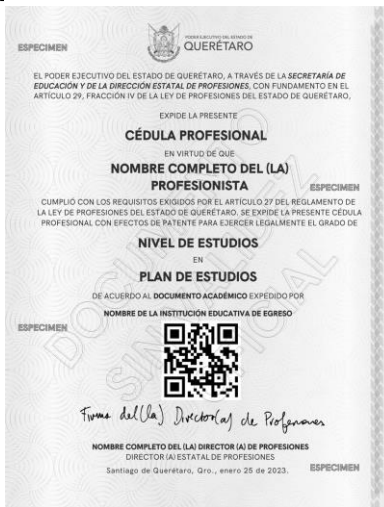 PODER EJECUTIVO DEL ESTADO DE
QUERÉTARO
ESPECIMEN
EL PODER EJECUTIVO DEL ESTADO DE QUERÉTARO, A TRAVÉS DE LA SECRETARÍA DE
EDUCACIÓN Y DE LA DIRECCIÓN ESTATAL DE PROFESIONES, CON FUNDAMENTO EN EL
ARTÍCULO 29, FRACCIÓN IV DE LA LEY DE PROFESIONES DEL ESTADO DE QUERÉTARO,
EXPIDE LA PRESENTE
CÉDULA PROFESIONAL
EN VIRTUD DE QUE
NOMBRE COMPLETO DEL (LA)
PROFESIONISTA
ESPECIMEN
CUMPLIÓ CON LOS REQUISITOS EXIGIDOS POR EL ARTÍCULO 27 DEL REGLAMENTO DE
LA LEY DE PROFESIONES DEL ESTADO DE QUERÉTARO. SE EXPIDE LA PRESENTE CÉDULA
PROFESIONAL CON EFECTOS DE PATENTE PARA EJERCER LEGALMENTE EL GRADO DE
NIVEL DE ESTUDIOS
EN
PLAN DE ESTUDIOS
DE ACUERDO AL DOCUMENTO ACADÉMICO EXPEDIDO POR
NOMBRE DE LA INSTITUCIÓN EDUCATIVA DE EGRESO
ESPECIMEN
DOCUMENTO
SIN VALIDEZ
OFICIAL
Firma del(la) Director(a) de Profesiones
NOMBRE COMPLETO DEL (LA) DIRECTOR (A) DE PROFESIONES
DIRECTOR (A) ESTATAL DE PROFESIONES
Santiago de Querétaro, Qro., enero 25 de 2023.
ESPECIMEN